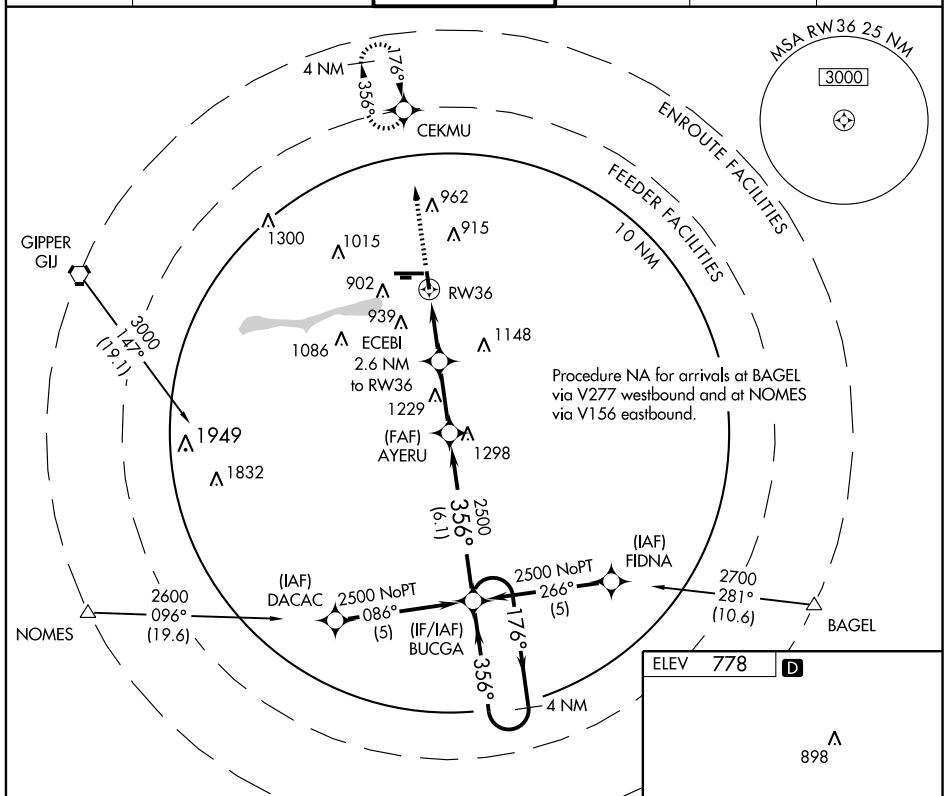 MSA RW36 25 NM
3000
4 NM
176°
356°
CEKMU
ENROUTE FACILITIES
FEEDER FACILITIES
10 NM
962
915
1300
1015
GIPPER
GIJ
902
RW36
3000
147°
(19.1)
939
1086
ECEBI
2.6 NM
to RW36
1148
Procedure NA for arrivals at BAGEL
via V277 westbound and at NOMES
via V156 eastbound.
1229
(FAF)
AYERU
1298
1949
1832
2500
356°
(6.1)
(IAF)
FIDNA
(IAF)
DACAC
2500 NoPT
086°
(5)
2500 NoPT
266°
(5)
2600
096°
(19.6)
NOMES
2700
281°
(10.6)
BAGEL
(IF/IAF)
BUCGA
176°
356°
4 NM
ELEV 778
D
898